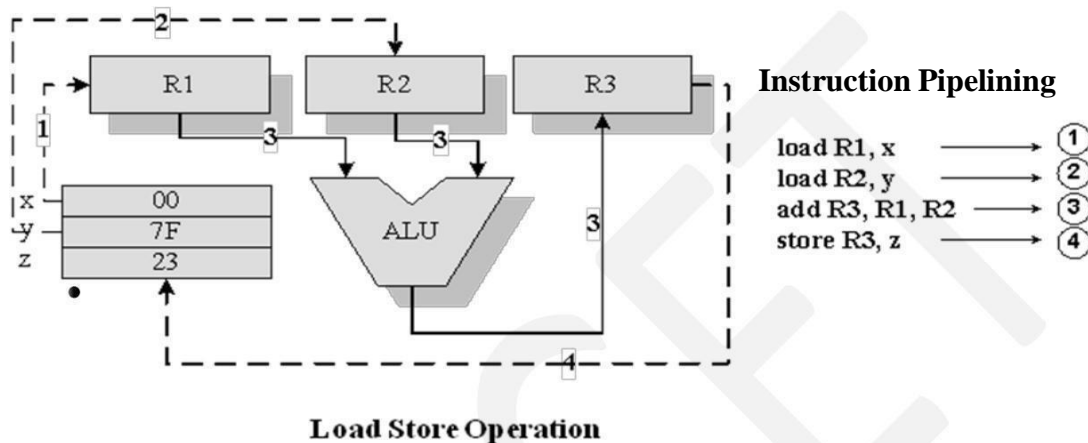 2
R1
R2
R3
Instruction Pipelining
1
3
3
load R1, x
1
load R2, y
2
add R3, R1, R2
3
store R3, z
4
x
00
y
7F
z
23
ALU
3
4
Load Store Operation